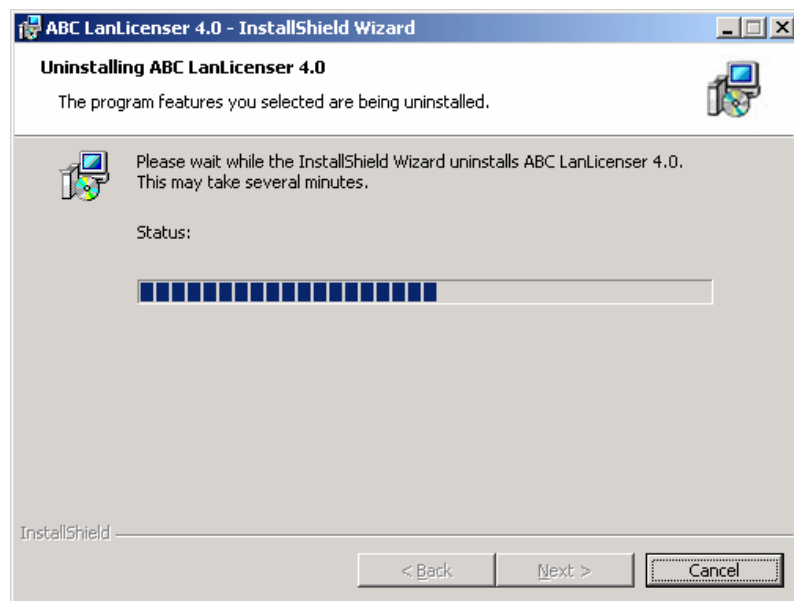 ABC LanLicenser 4.0 - InstallShield Wizard
Uninstalling ABC LanLicenser 4.0
The program features you selected are being uninstalled.
Please wait while the InstallShield Wizard uninstalls ABC LanLicenser 4.0.
This may take several minutes.
Status:
InstallShield
< Back
Next >
Cancel